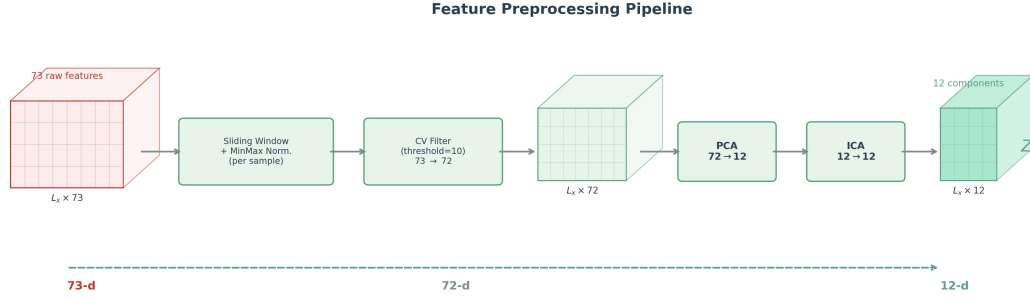 Feature Preprocessing Pipeline
73 raw features
12 components
Sliding Window
+ MinMax Norm.
(per sample)
CV Filter
(threshold=10)
73 → 72
PCA
72→12
ICA
12→12
Z
L_x × 73
L_x × 72
L_x × 12
73-d
72-d
12-d